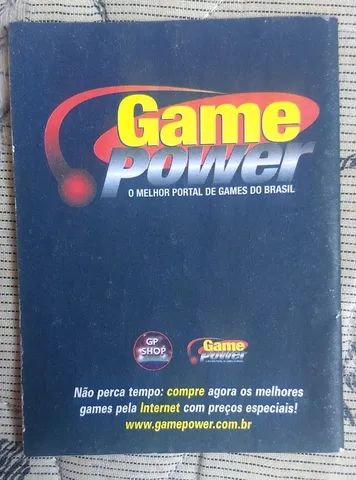 Game
Power
O MELHOR PORTAL DE GAMES DO BRASIL
GP
SHOP
Game
Power
Não perca tempo: compre agora os melhores
games pela Internet com preços especiais!
www.gamepower.com.br